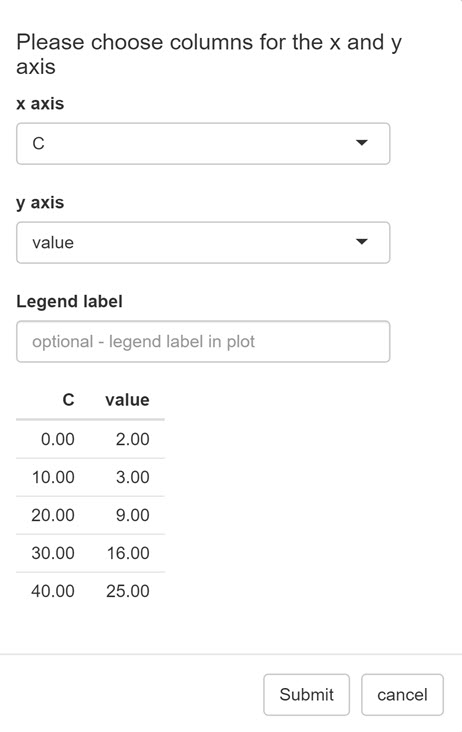 Please choose columns for the x and y
axis
x axis
C
y axis
value
Legend label
optional - legend label in plot
C value
0.00 2.00
10.00 3.00
20.00 9.00
30.00 16.00
40.00 25.00
Submit cancel